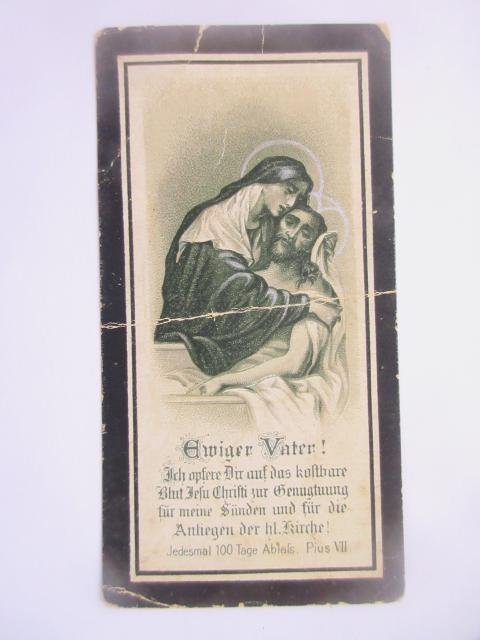 Ewiger Vater!
Ich opfere Dir auf das kostbare
Blut Jesu Christi zur Genugtuung
für meine Sünden und für die
Anliegen der hl. Kirche!
Jedesmal 100 Tage Ablaß. Pius VII.